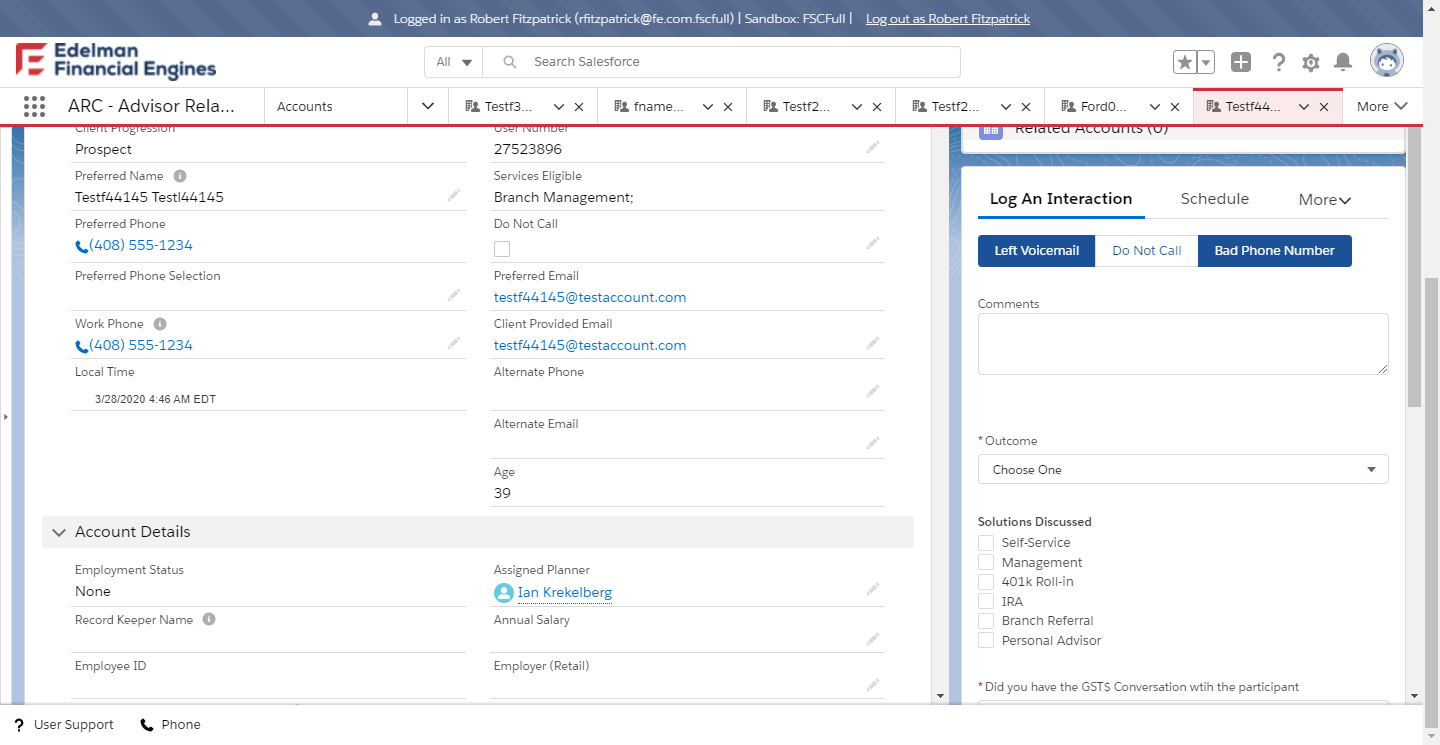 Logged in as Robert Fitzpatrick (rfitzpatrick@fe.com.fscfull) | Sandbox: FSCFull | Log out as Robert Fitzpatrick
Edelman
Financial Engines
All
Search Salesforce
ARC - Advisor Rela...
Accounts
Testf3...
fname...
Testf2...
Testf2...
Ford0...
Testf44...
More
Client Progression
Prospect
User Number
27523896
Preferred Name
Testf44145 Testl44145
Services Eligible
Branch Management;
Preferred Phone
(408) 555-1234
Do Not Call
Preferred Phone Selection
Preferred Email
testf44145@testaccount.com
Work Phone
(408) 555-1234
Client Provided Email
testf44145@testaccount.com
Local Time
3/28/2020 4:46 AM EDT
Alternate Phone
Alternate Email
Age
39
Account Details
Employment Status
None
Assigned Planner
Ian Krekelberg
Record Keeper Name
Annual Salary
Employee ID
Employer (Retail)
Related Accounts (0)
Log An Interaction
Schedule
More
Left Voicemail
Do Not Call
Bad Phone Number
Comments
*Outcome
Choose One
Solutions Discussed
Self-Service
Management
401k Roll-in
IRA
Branch Referral
Personal Advisor
*Did you have the GST$ Conversation wtih the participant
? User Support
Phone